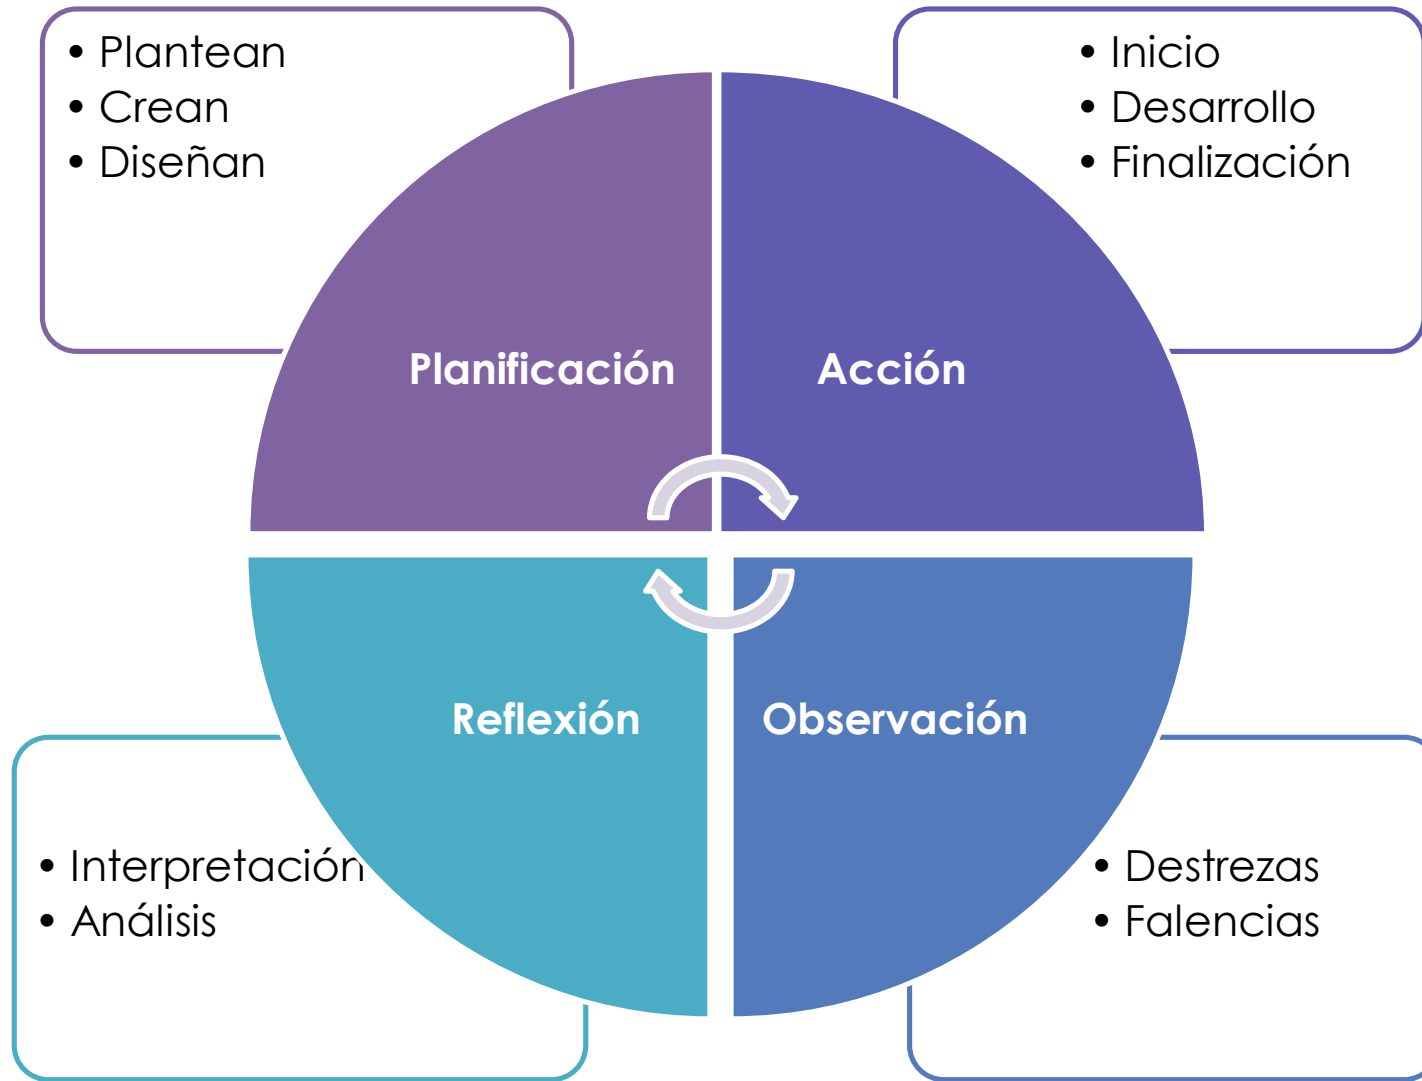 • Plantean
• Crean
• Diseñan
• Inicio
• Desarrollo
• Finalización
Planificación
Acción
Reflexión
Observación
• Interpretación
• Análisis
• Destrezas
• Falencias